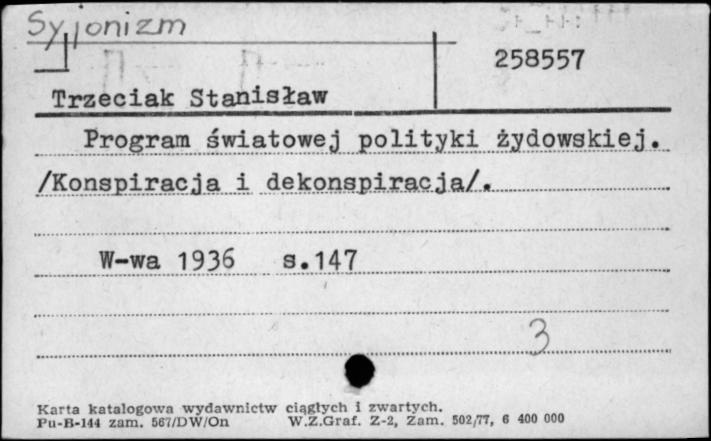 Syjonizm
258557
Trzeciak Stanisław
Program światowej polityki żydowskiej.
/Konspiracja i dekonspiracja/.
W-wa 1936 s.147
3
Karta katalogowa wydawnictw ciągłych i zwartych.
Pu-B-144 zam. 567/DW/On W.Z.Graf. Z-2, Zam. 502/77, 6 400 000